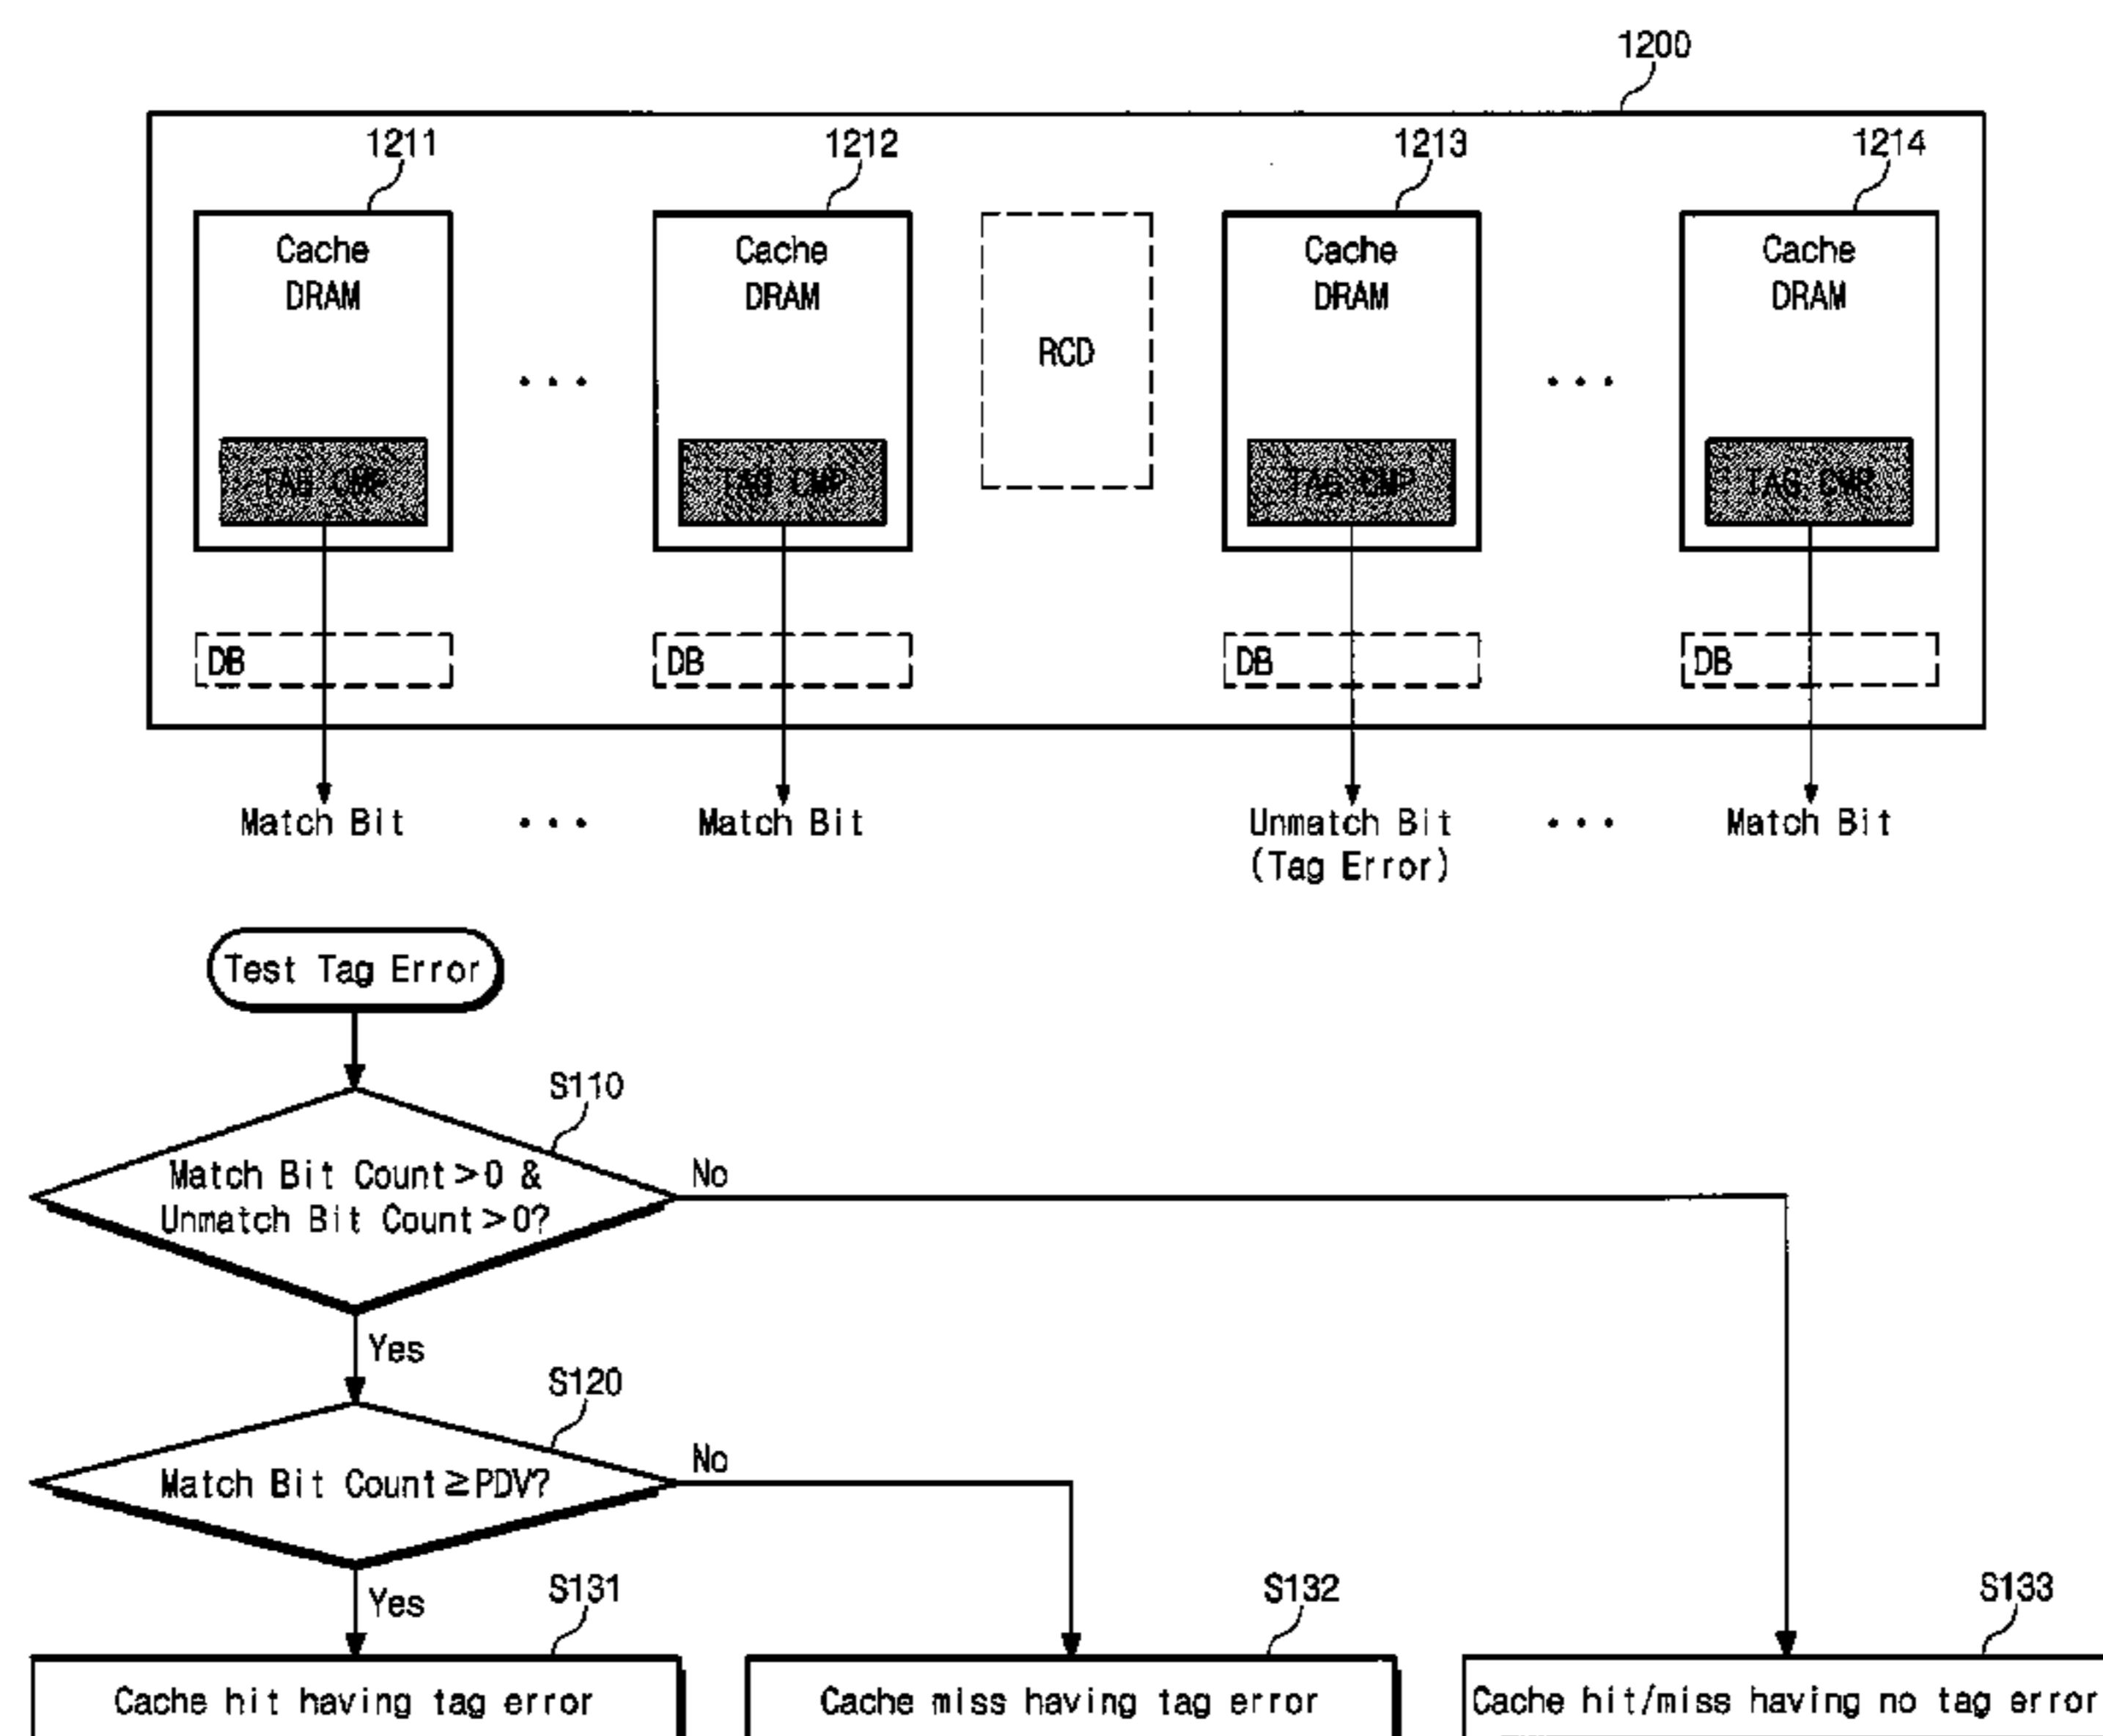 1200
1211
1212
1213
1214
Cache
DRAM
Cache
DRAM
RCD
Cache
DRAM
Cache
DRAM
...
...
TAG CMP
TAG CMP
TAG CMP
TAG CMP
DB
DB
DB
DB
Match Bit
...
Match Bit
Unmatch Bit
(Tag Error)
...
Match Bit
Test Tag Error
S110
Match Bit Count>0 &
Unmatch Bit Count>0?
No
Yes
S120
Match Bit Count≥PDV?
No
Yes
S131
S132
S133
Cache hit having tag error
Cache miss having tag error
Cache hit/miss having no tag error